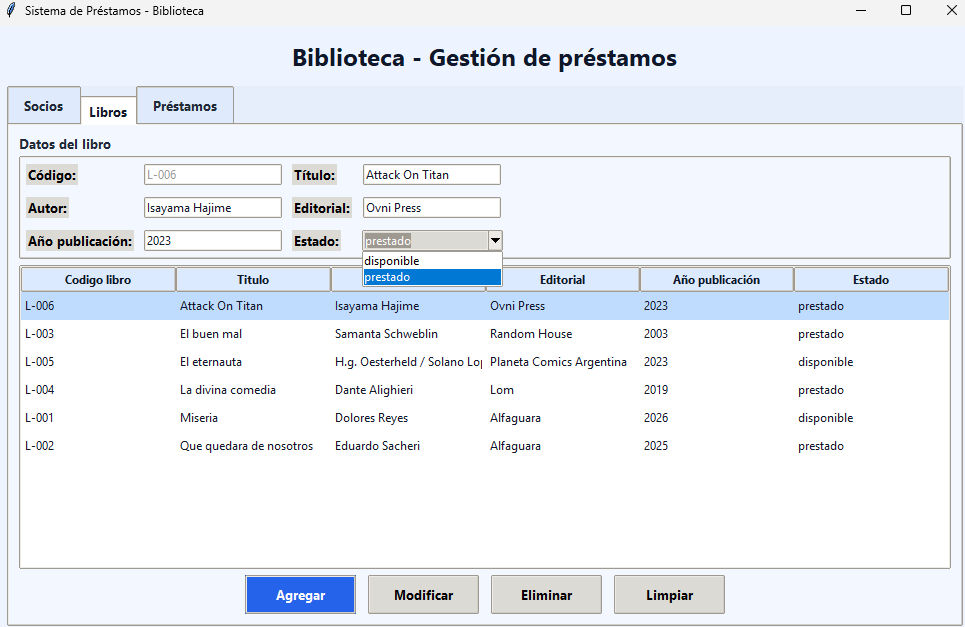 Sistema de Préstamos - Biblioteca
Biblioteca - Gestión de préstamos
Socios Libros Préstamos
Datos del libro
Código: L-006 Título: Attack On Titan
Autor: Isayama Hajime Editorial: Ovni Press
Año publicación: 2023 Estado: prestado
disponible
prestado
Codigo libro Titulo Editorial Año publicación Estado
L-006 Attack On Titan Isayama Hajime Ovni Press 2023 prestado
L-003 El buen mal Samanta Schweblin Random House 2003 prestado
L-005 El eternauta H.g. Oesterheld / Solano Lop Planeta Comics Argentina 2023 disponible
L-004 La divina comedia Dante Alighieri Lom 2019 prestado
L-001 Miseria Dolores Reyes Alfaguara 2026 disponible
L-002 Que quedara de nosotros Eduardo Sacheri Alfaguara 2025 prestado
Agregar Modificar Eliminar Limpiar